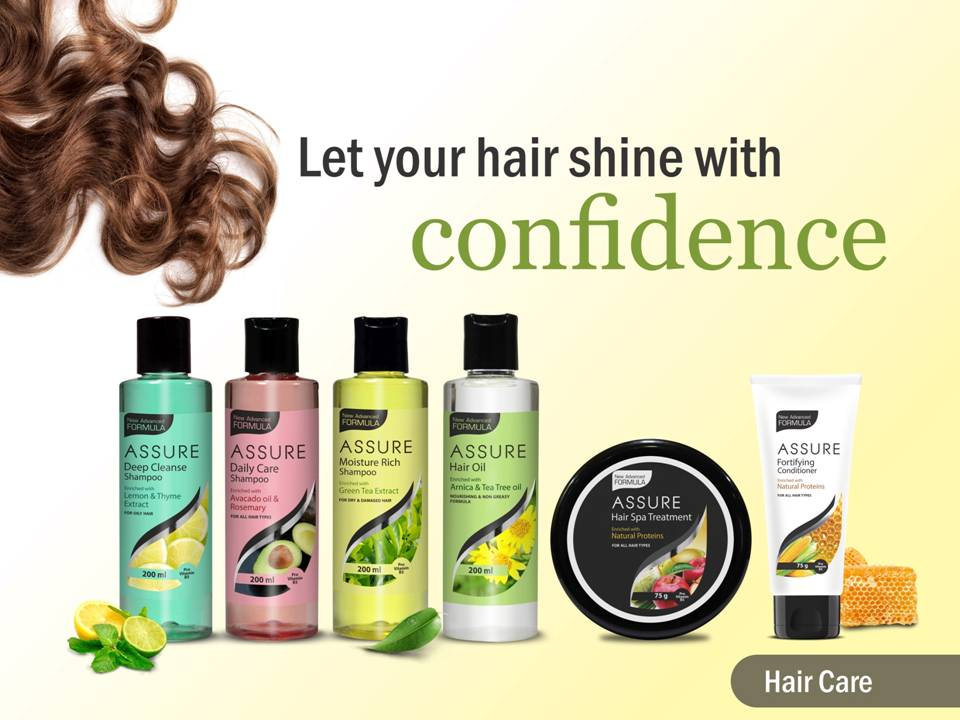 Let your hair shine with
confidence
New Advanced
FORMULA
ASSURE
Deep Cleanse
Shampoo
Enriched with
Lemon & Thyme
Extract
FOR OILY HAIR
200 ml
Pro
Vitamin
B5
New Advanced
FORMULA
ASSURE
Daily Care
Shampoo
Enriched with
Avacado oil &
Rosemary
FOR ALL HAIR TYPES
200 ml
Pro
Vitamin
B5
New Advanced
FORMULA
ASSURE
Moisture Rich
Shampoo
Enriched with
Green Tea Extract
FOR DRY & DAMAGED HAIR
200 ml
Pro
Vitamin
B5
New Advanced
FORMULA
ASSURE
Hair Oil
Enriched with
Arnica & Tea Tree oil
NOURISHING & NON GREASY
FORMULA
200 ml
New Advanced
FORMULA
ASSURE
Hair Spa Treatment
Enriched with
Natural Proteins
FOR ALL HAIR TYPES
75 g
Pro
Vitamin
B5
New Advanced
FORMULA
ASSURE
Fortifying
Conditioner
Enriched with
Natural Proteins
FOR ALL HAIR TYPES
75 g
Pro
Vitamin
B5
Hair Care